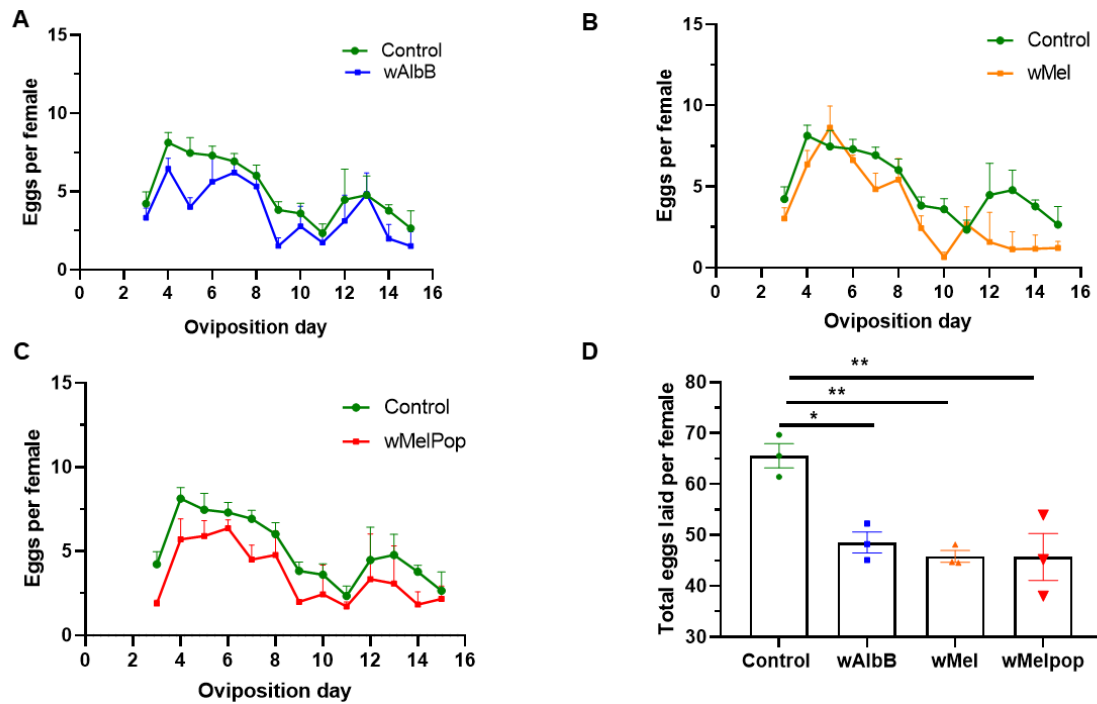 A
15
10
5
0
Eggs per female
Control
wAlbB
0 2 4 6 8 10 12 14 16
Oviposition day
B
15
10
5
0
Eggs per female
Control
wMel
0 2 4 6 8 10 12 14 16
Oviposition day
C
15
10
5
0
Eggs per female
Control
wMelPop
0 2 4 6 8 10 12 14 16
Oviposition day
D
80
70
60
50
40
30
Total eggs laid per female
**
**
*
Control wAlbB wMel wMelpop